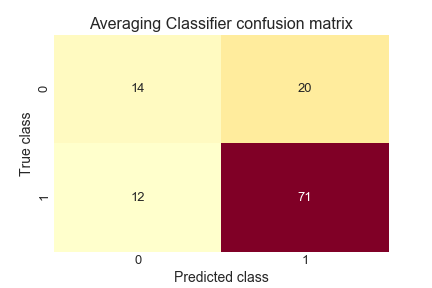 Averaging Classifier confusion matrix
0
14
20
True class
1
12
71
0
1
Predicted class